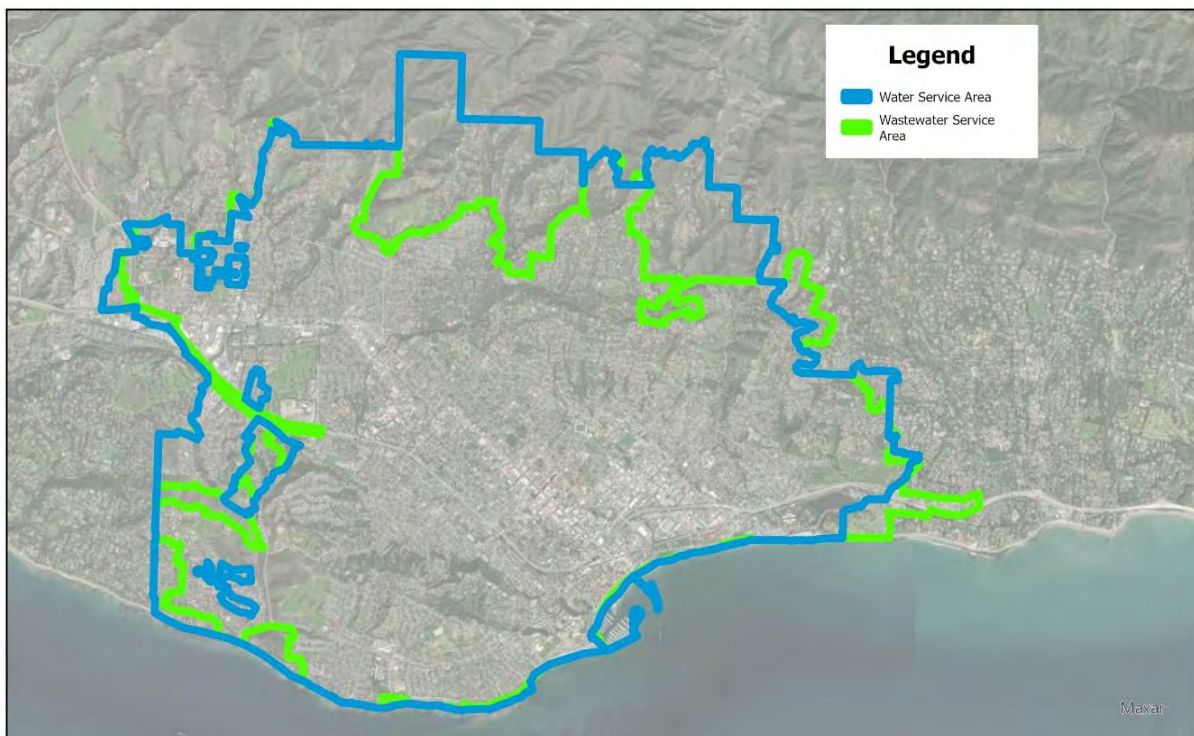 Legend
Water Service Area
Wastewater Service
Area
Maxar